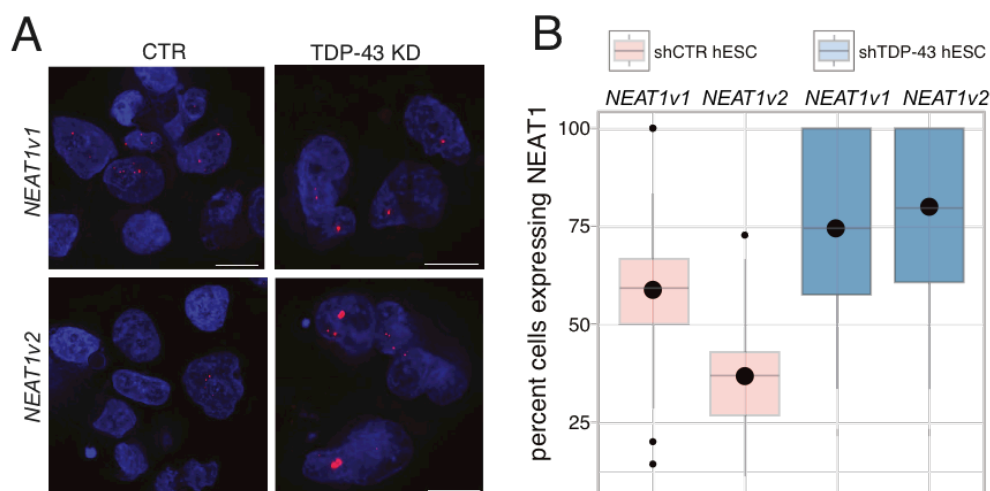 A
CTR
TDP-43 KD
NEAT1v1
NEAT1v2
B
shCTR hESC
shTDP-43 hESC
NEAT1v1 NEAT1v2 NEAT1v1 NEAT1v2
percent cells expressing NEAT1
100
75
50
25